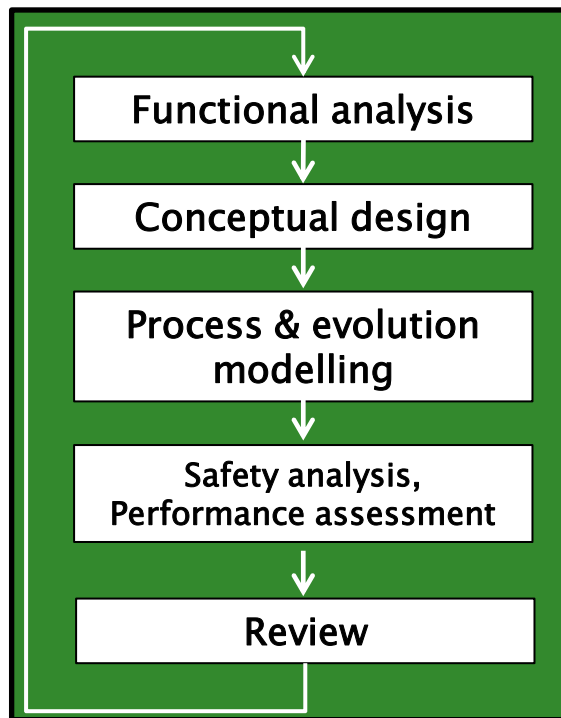 Functional analysis
Conceptual design
Process & evolution
modelling
Safety analysis,
Performance assessment
Review